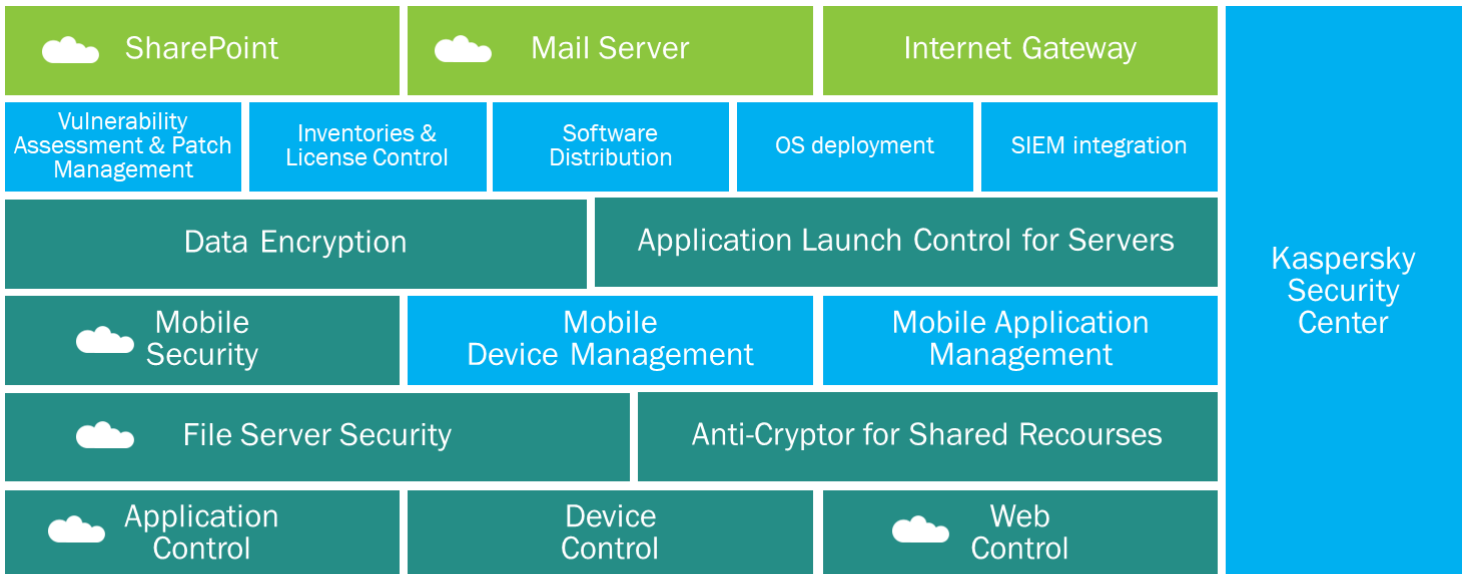 SharePoint
Mail Server
Internet Gateway
Vulnerability
Assessment & Patch
Management
Inventories &
License Control
Software
Distribution
OS deployment
SIEM integration
Data Encryption
Application Launch Control for Servers
Mobile
Security
Mobile
Device Management
Mobile Application
Management
File Server Security
Anti-Cryptor for Shared Recourses
Application
Control
Device
Control
Web
Control
Kaspersky
Security
Center